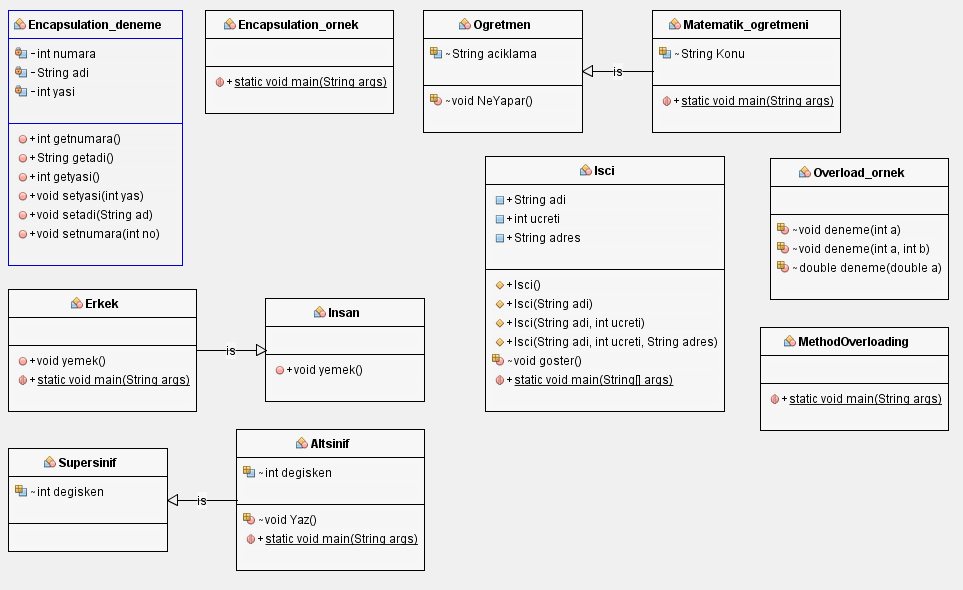 Encapsulation_deneme
-int numara
-String adi
-int yasi
+int getnumara()
+String getadi()
+int getyasi()
+void setyasi(int yas)
+void setadi(String ad)
+void setnumara(int no)
Encapsulation_ornek
+static void main(String args)
Ogretmen
~String aciklama
~void NeYapar()
is
Matematik_ogretmeni
~String Konu
+static void main(String args)
Isci
+String adi
+int ucreti
+String adres
+Isci()
+Isci(String adi)
+Isci(String adi, int ucreti)
+Isci(String adi, int ucreti, String adres)
~void goster()
+static void main(String[] args)
Overload_ornek
~void deneme(int a)
~void deneme(int a, int b)
~double deneme(double a)
Erkek
+void yemek()
+static void main(String args)
is
Insan
+void yemek()
MethodOverloading
+static void main(String args)
Supersinif
~int degisken
is
Altsinif
~int degisken
~void Yaz()
+static void main(String args)